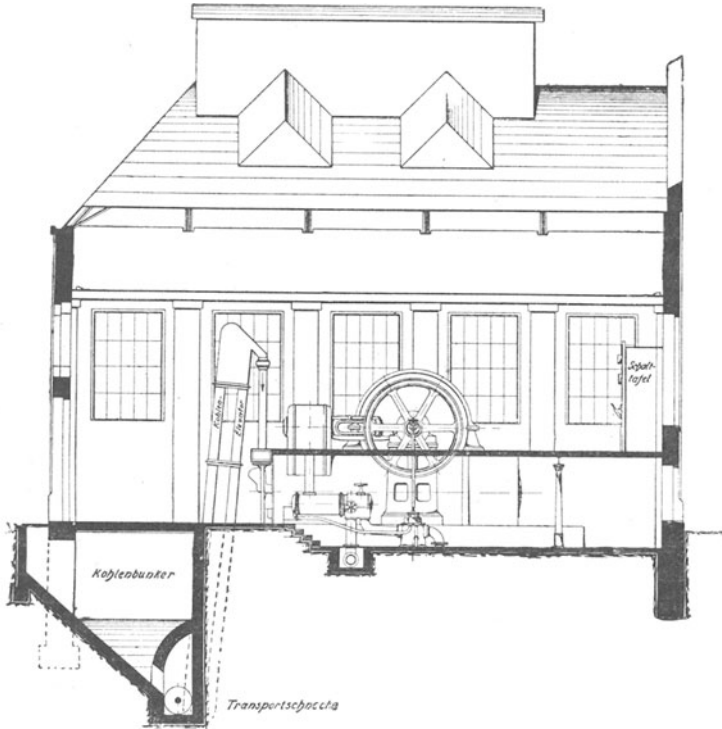 Schalt-
tafel
Kohlen-
Elevator
Kohlenbunker
Transportschnecke